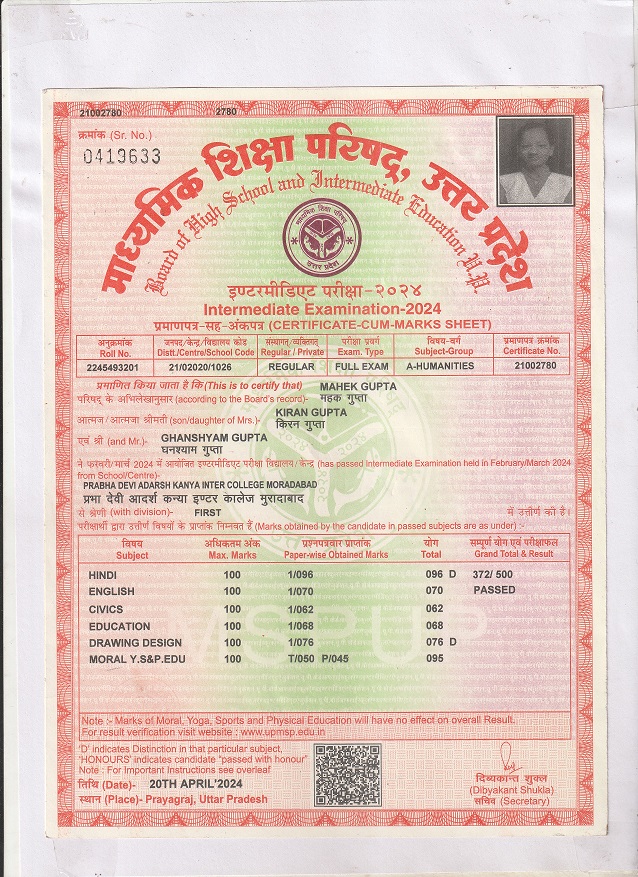 21002780 2780
क्रमांक (Sr. No.)
0419633
माध्यमिक शिक्षा परिषद्, उत्तर प्रदेश
Board of High School and Intermediate Education U.P.
माध्यमिक शिक्षा परिषद्
उत्तर प्रदेश
इण्टरमीडिएट परीक्षा-२०२४
Intermediate Examination-2024
प्रमाणपत्र-सह-अंकपत्र (CERTIFICATE-CUM-MARKS SHEET)
अनुक्रमांक जनपद/केन्द्र/विद्यालय कोड संस्थागत/व्यक्तिगत परीक्षा प्रवर्ग विषय-वर्ग प्रमाणपत्र क्रमांक
Roll No. Distt./Centre/School Code Regular / Private Exam. Type Subject-Group Certificate No.
2245493201 21/02020/1026 REGULAR FULL EXAM A-HUMANITIES 21002780
प्रमाणित किया जाता है कि(This is to certify that) MAHEK GUPTA
परिषद् के अभिलेखानुसार (according to the Board's record)- महक गुप्ता
KIRAN GUPTA
आत्मज / आत्मजा श्रीमती (son/daughter of Mrs.)- किरन गुप्ता
एवं श्री (and Mr.)- GHANSHYAM GUPTA
घनश्याम गुप्ता
ने फरवरी/मार्च 2024 में आयोजित इण्टरमीडिएट परीक्षा विद्यालय/केन्द्र (has passed Intermediate Examination held in February/March 2024
from School/Centre)-
PRABHA DEVI ADARSH KANYA INTER COLLEGE MORADABAD
प्रभा देवी आदर्श कन्या इण्टर कालेज मुरादाबाद
से श्रेणी (with division)- FIRST में उत्तीर्ण की है।
परीक्षार्थी द्वारा उत्तीर्ण विषयों के प्राप्तांक निम्नवत हैं (Marks obtained by the candidate in passed subjects are as under) :-
विषय अधिकतम अंक प्रश्नपत्रवार प्राप्तांक योग सम्पूर्ण योग एवं परीक्षाफल
Subject Max. Marks Paper-wise Obtained Marks Total Grand Total & Result
HINDI 100 1/096 096 D 372/ 500
ENGLISH 100 1/070 070 PASSED
CIVICS 100 1/062 062
EDUCATION 100 1/068 068
DRAWING DESIGN 100 1/076 076 D
MORAL Y.S&P.EDU 100 T/050 P/045 095
MSPUP
Note :- Marks of Moral, Yoga, Sports and Physical Education will have no effect on overall Result.
For result verification visit website : www.upmsp.edu.in
'D' indicates Distinction in that particular subject,
'HONOURS' indicates candidate "passed with honour"
Note : For Important Instructions see overleaf
तिथि (Date)- 20TH APRIL'2024
स्थान (Place)- Prayagraj, Uttar Pradesh
दिव्यकान्त शुक्ल
(Dibyakant Shukla)
सचिव (Secretary)